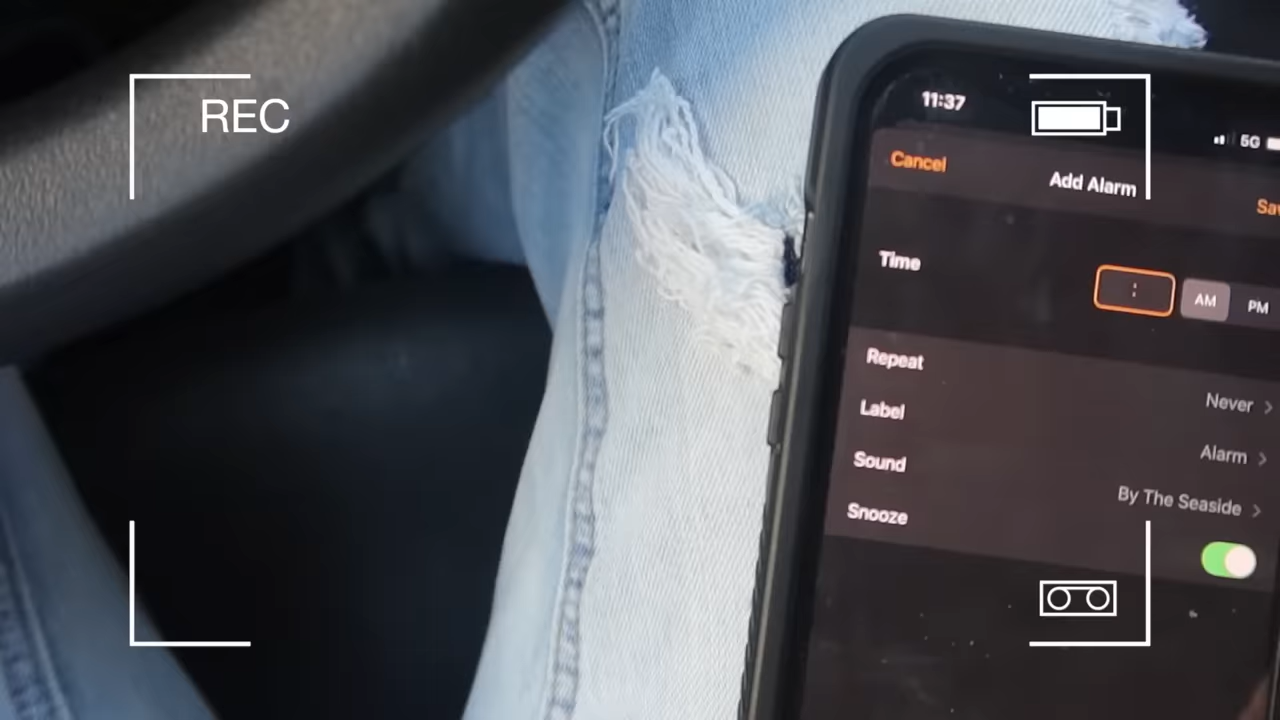 REC
11:37
5G
Cancel
Add Alarm
Time
:
AM
PM
Repeat
Never
Label
Alarm
Sound
By The Seaside
Snooze